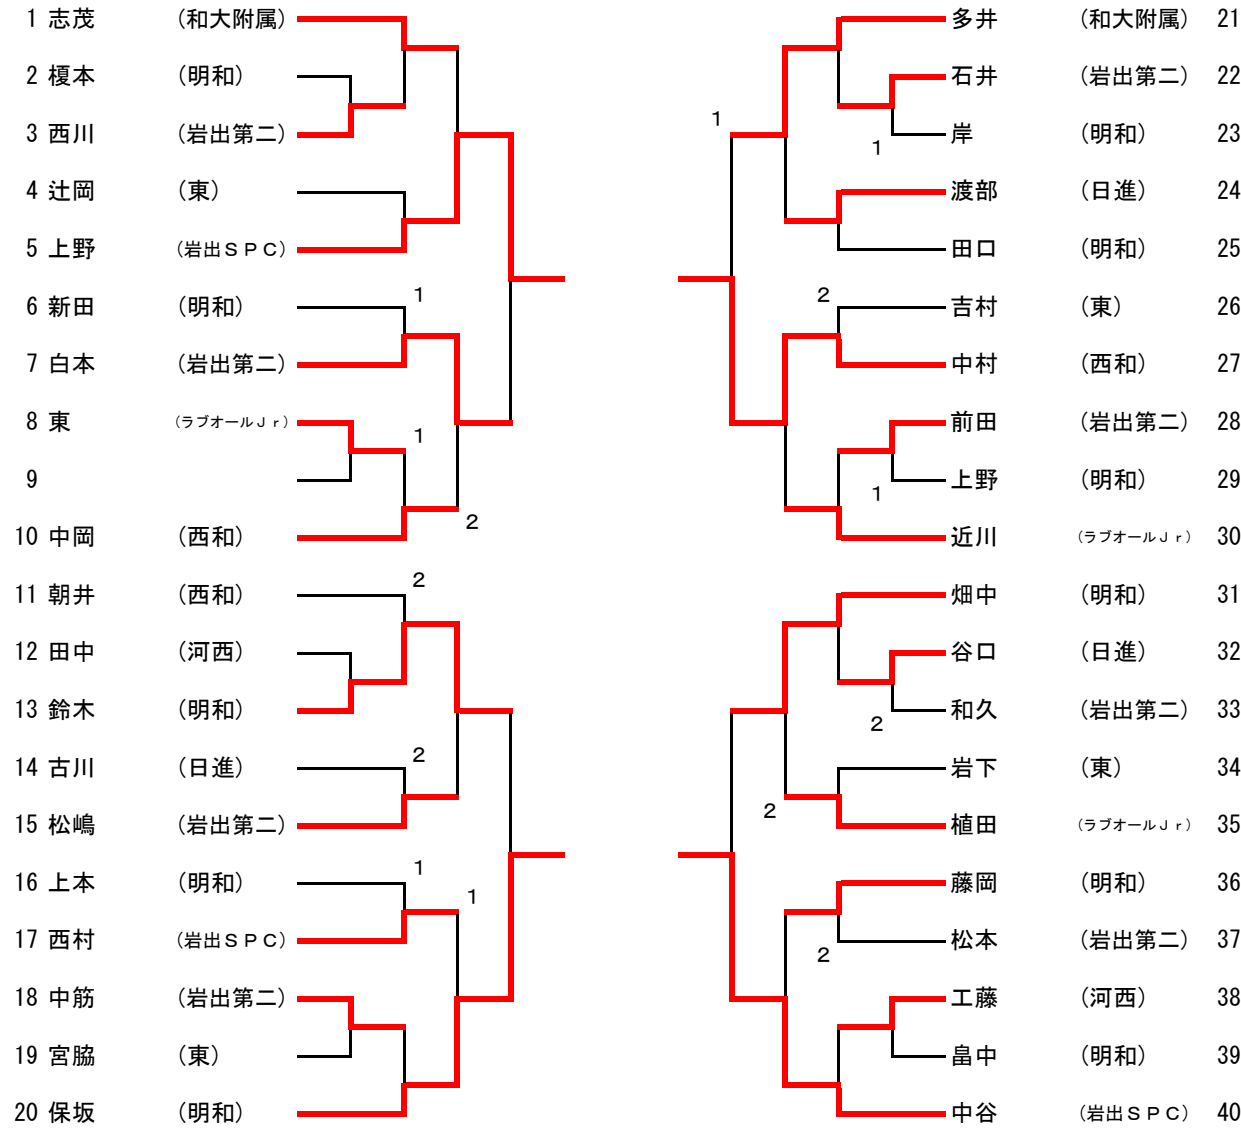 1 志茂 (和大附属)
2 榎本 (明和)
3 西川 (岩出第二)
4 辻岡 (東)
5 上野 (岩出ＳＰＣ)
6 新田 (明和) 1
7 白本 (岩出第二)
8 東 (ラブオールＪｒ) 1
9
10 中岡 (西和) 2
11 朝井 (西和) 2
12 田中 (河西)
13 鈴木 (明和)
14 古川 (日進) 2
15 松嶋 (岩出第二)
16 上本 (明和) 1
17 西村 (岩出ＳＰＣ) 1
18 中筋 (岩出第二)
19 宮脇 (東)
20 保坂 (明和)
多井 (和大附属) 21
石井 (岩出第二) 22
1 1 岸 (明和) 23
渡部 (日進) 24
田口 (明和) 25
2 吉村 (東) 26
中村 (西和) 27
前田 (岩出第二) 28
1 上野 (明和) 29
近川 (ラブオールＪｒ) 30
畑中 (明和) 31
谷口 (日進) 32
2 和久 (岩出第二) 33
岩下 (東) 34
2 植田 (ラブオールＪｒ) 35
藤岡 (明和) 36
2 松本 (岩出第二) 37
工藤 (河西) 38
畠中 (明和) 39
中谷 (岩出ＳＰＣ) 40